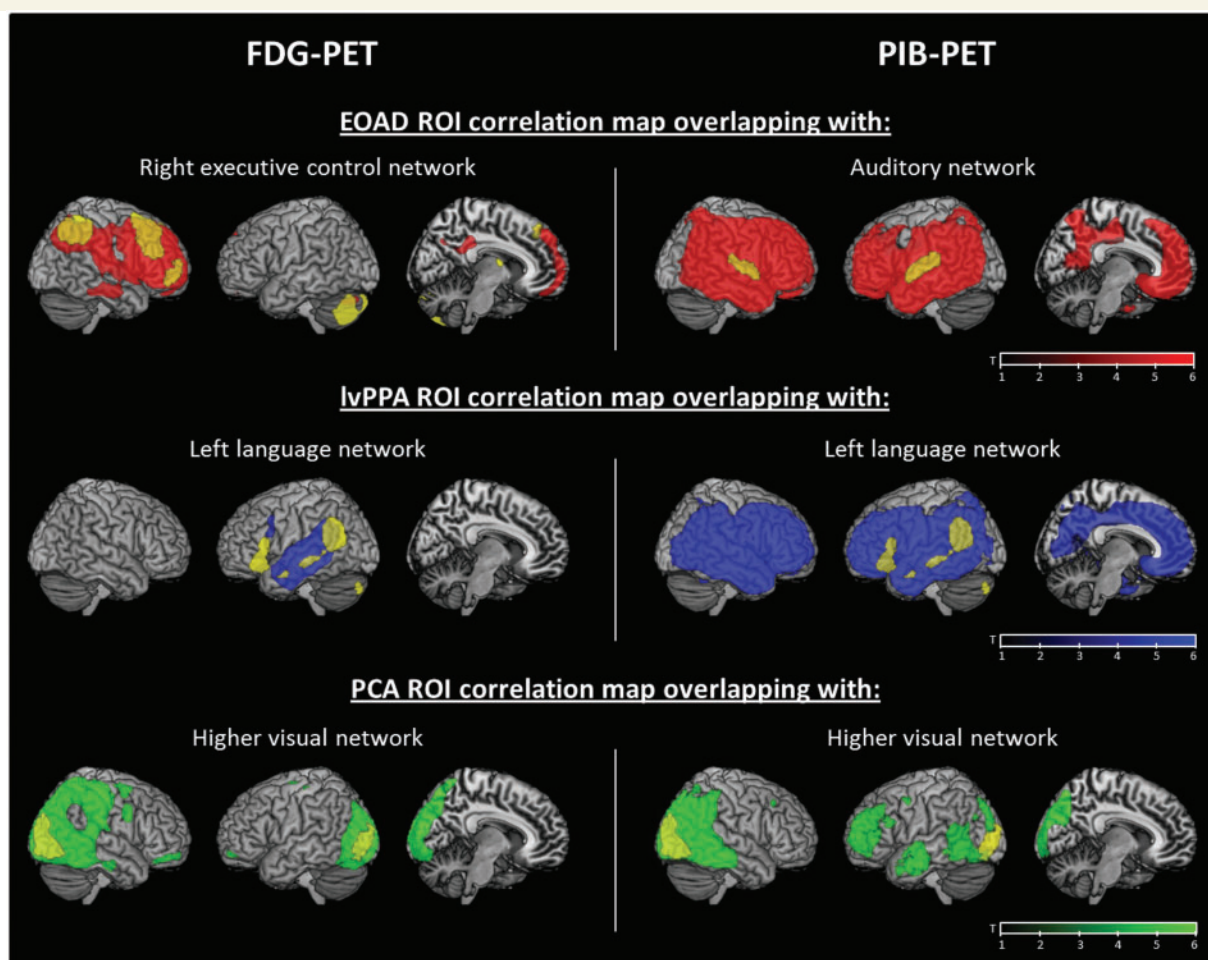 FDG-PET PIB-PET
EOAD ROI correlation map overlapping with:
Right executive control network Auditory network
T
1 2 3 4 5 6
lvPPA ROI correlation map overlapping with:
Left language network Left language network
T
1 2 3 4 5 6
PCA ROI correlation map overlapping with:
Higher visual network Higher visual network
T
1 2 3 4 5 6